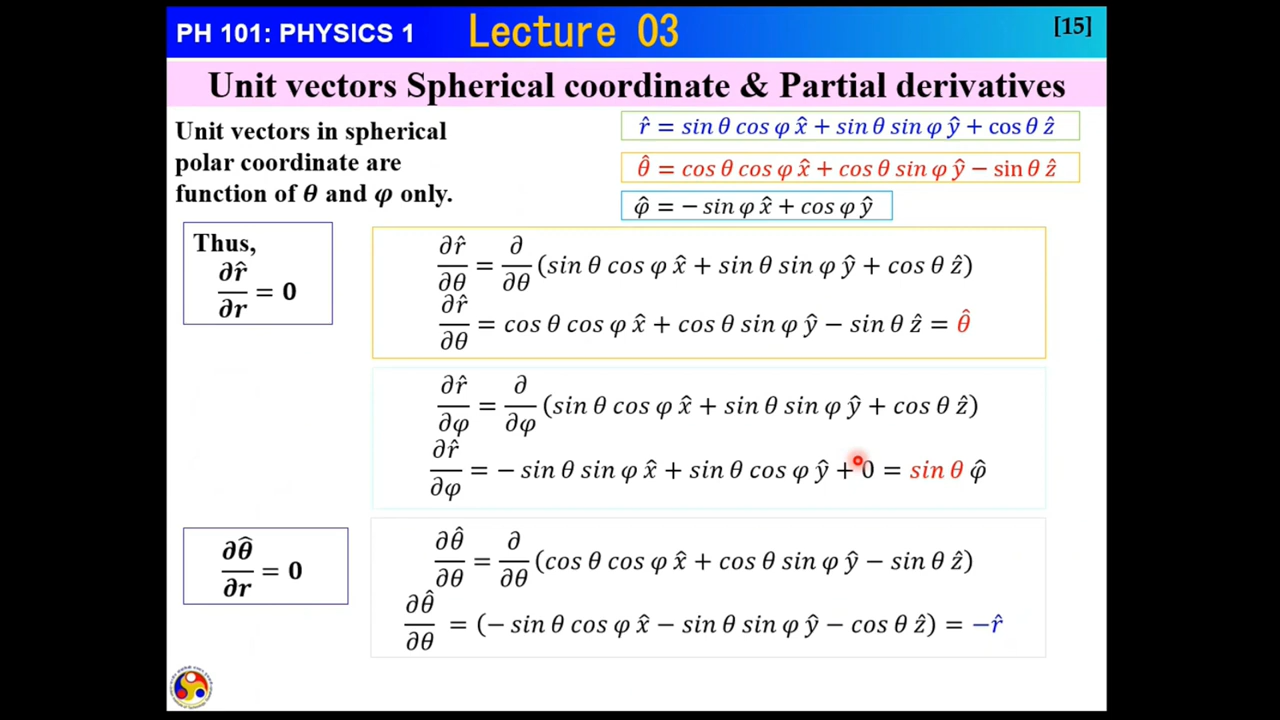 PH 101: PHYSICS 1
Lecture 03
[15]
Unit vectors Spherical coordinate & Partial derivatives
Unit vectors in spherical
polar coordinate are
function of θ and φ only.
r̂ = sin θ cos φ x̂ + sin θ sin φ ŷ + cos θ ẑ
θ̂ = cos θ cos φ x̂ + cos θ sin φ ŷ − sin θ ẑ
φ̂ = − sin φ x̂ + cos φ ŷ
Thus,
∂r̂/∂r = 0
∂r̂/∂θ = ∂/∂θ (sin θ cos φ x̂ + sin θ sin φ ŷ + cos θ ẑ)
∂r̂/∂θ = cos θ cos φ x̂ + cos θ sin φ ŷ − sin θ ẑ = θ̂
∂r̂/∂φ = ∂/∂φ (sin θ cos φ x̂ + sin θ sin φ ŷ + cos θ ẑ)
∂r̂/∂φ = − sin θ sin φ x̂ + sin θ cos φ ŷ + 0 = sin θ φ̂
∂θ̂/∂r = 0
∂θ̂/∂θ = ∂/∂θ (cos θ cos φ x̂ + cos θ sin φ ŷ − sin θ ẑ)
∂θ̂/∂θ = (− sin θ cos φ x̂ − sin θ sin φ ŷ − cos θ ẑ) = −r̂